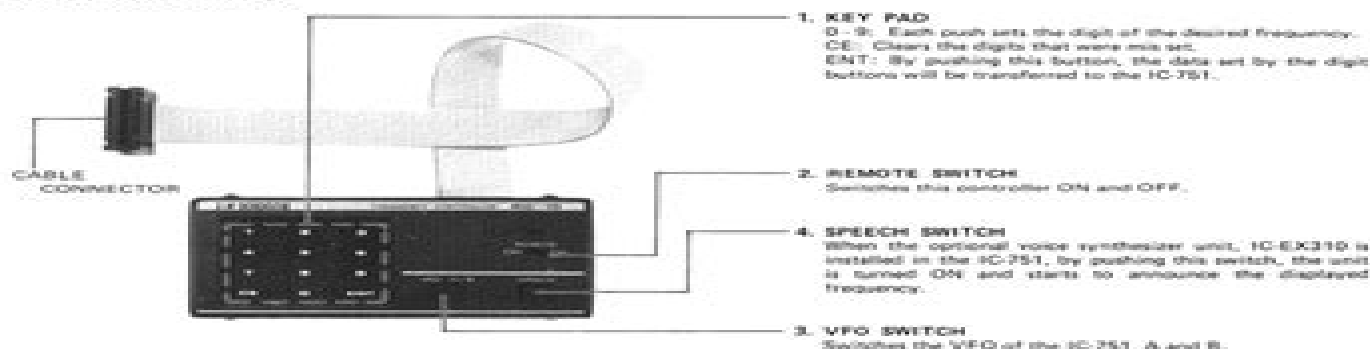 1. KEY PAD
0 - 9: Each push sets the digit of the desired frequency.
CE: Clears the digits that were mis set.
ENT: By pushing this button, the data set by the digit
buttons will be transferred to the IC-751.
CABLE
CONNECTOR
2. REMOTE SWITCH
Switches this controller ON and OFF.
4. SPEECH SWITCH
When the optional voice synthesizer unit, IC-EX310 is
installed in the IC-751, by pushing this switch, the unit
is turned ON and starts to announce the displayed
frequency.
3. VFO SWITCH
Switches the VFO of the IC-751, A and B.